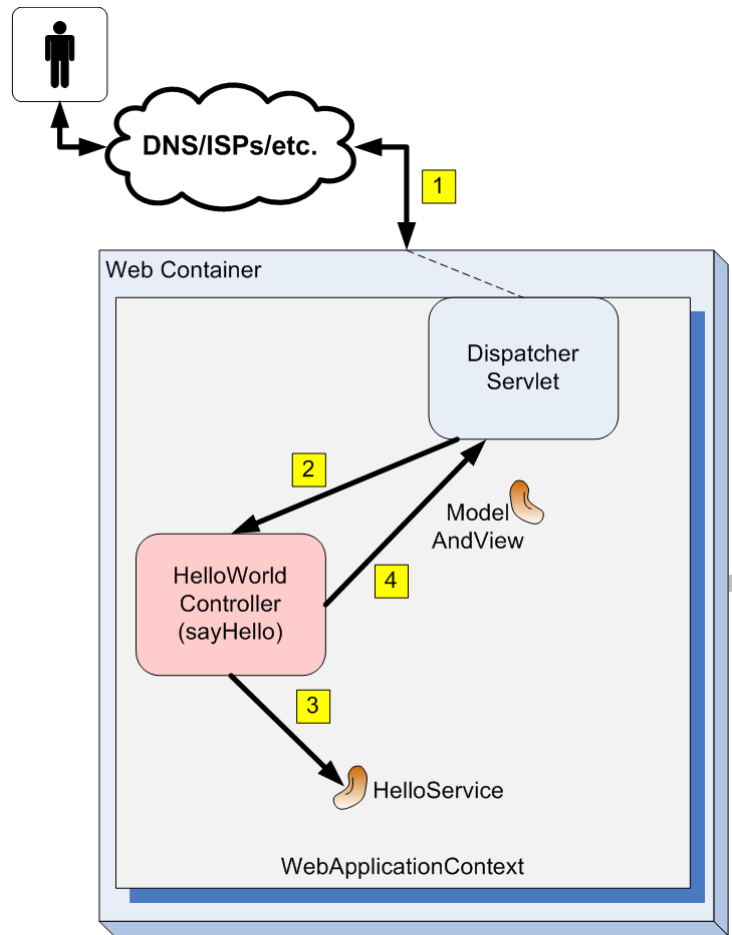 DNS/ISPs/etc.
1
Web Container
Dispatcher
Servlet
2
Model
AndView
HelloWorld
Controller
(sayHello)
4
3
HelloService
WebApplicationContext